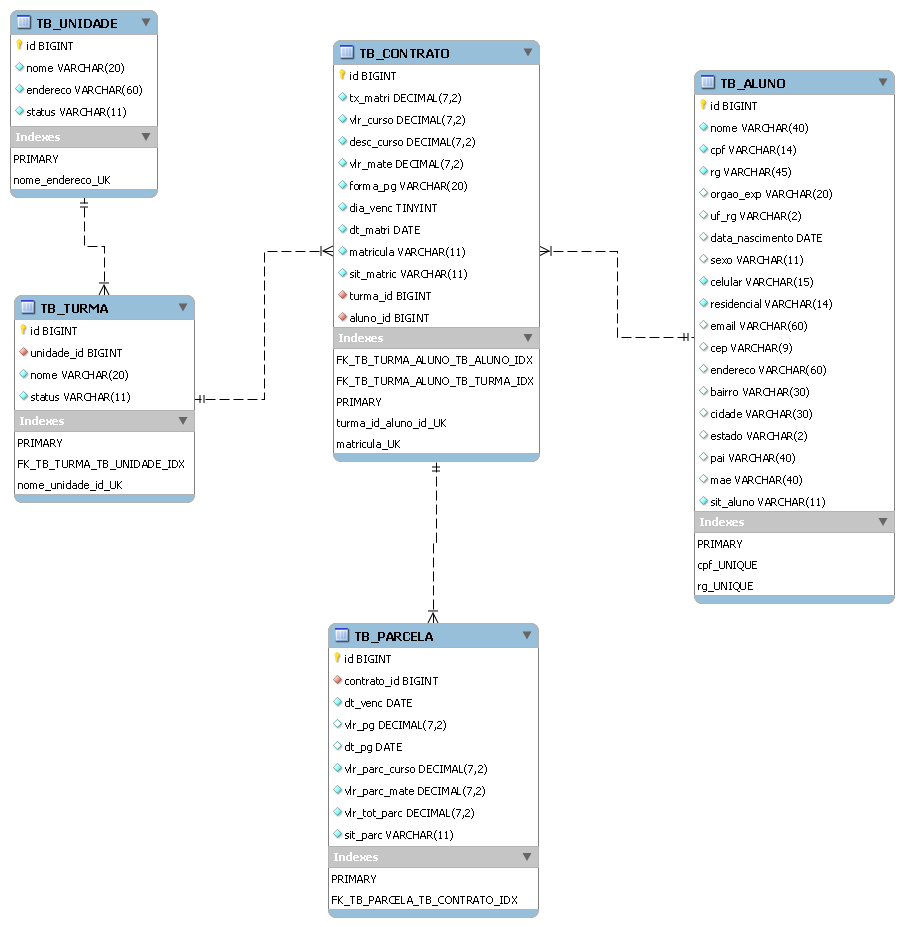 TB_UNIDADE
id BIGINT
nome VARCHAR(20)
endereco VARCHAR(60)
status VARCHAR(11)
Indexes
PRIMARY
nome_endereco_UK
TB_TURMA
id BIGINT
unidade_id BIGINT
nome VARCHAR(20)
status VARCHAR(11)
Indexes
PRIMARY
FK_TB_TURMA_TB_UNIDADE_IDX
nome_unidade_id_UK
TB_CONTRATO
id BIGINT
tx_matri DECIMAL(7,2)
vlr_curso DECIMAL(7,2)
desc_curso DECIMAL(7,2)
vlr_mate DECIMAL(7,2)
forma_pg VARCHAR(20)
dia_venc TINYINT
dt_matri DATE
matricula VARCHAR(11)
sit_matric VARCHAR(11)
turma_id BIGINT
aluno_id BIGINT
Indexes
FK_TB_TURMA_ALUNO_TB_ALUNO_IDX
FK_TB_TURMA_ALUNO_TB_TURMA_IDX
PRIMARY
turma_id_aluno_id_UK
matricula_UK
TB_ALUNO
id BIGINT
nome VARCHAR(40)
cpf VARCHAR(14)
rg VARCHAR(45)
orgao_exp VARCHAR(20)
uf_rg VARCHAR(2)
data_nascimento DATE
sexo VARCHAR(11)
celular VARCHAR(15)
residencial VARCHAR(14)
email VARCHAR(60)
cep VARCHAR(9)
endereco VARCHAR(60)
bairro VARCHAR(30)
cidade VARCHAR(30)
estado VARCHAR(2)
pai VARCHAR(40)
mae VARCHAR(40)
sit_aluno VARCHAR(11)
Indexes
PRIMARY
cpf_UNIQUE
rg_UNIQUE
TB_PARCELA
id BIGINT
contrato_id BIGINT
dt_venc DATE
vlr_pg DECIMAL(7,2)
dt_pg DATE
vlr_parc_curso DECIMAL(7,2)
vlr_parc_mate DECIMAL(7,2)
vlr_tot_parc DECIMAL(7,2)
sit_parc VARCHAR(11)
Indexes
PRIMARY
FK_TB_PARCELA_TB_CONTRATO_IDX